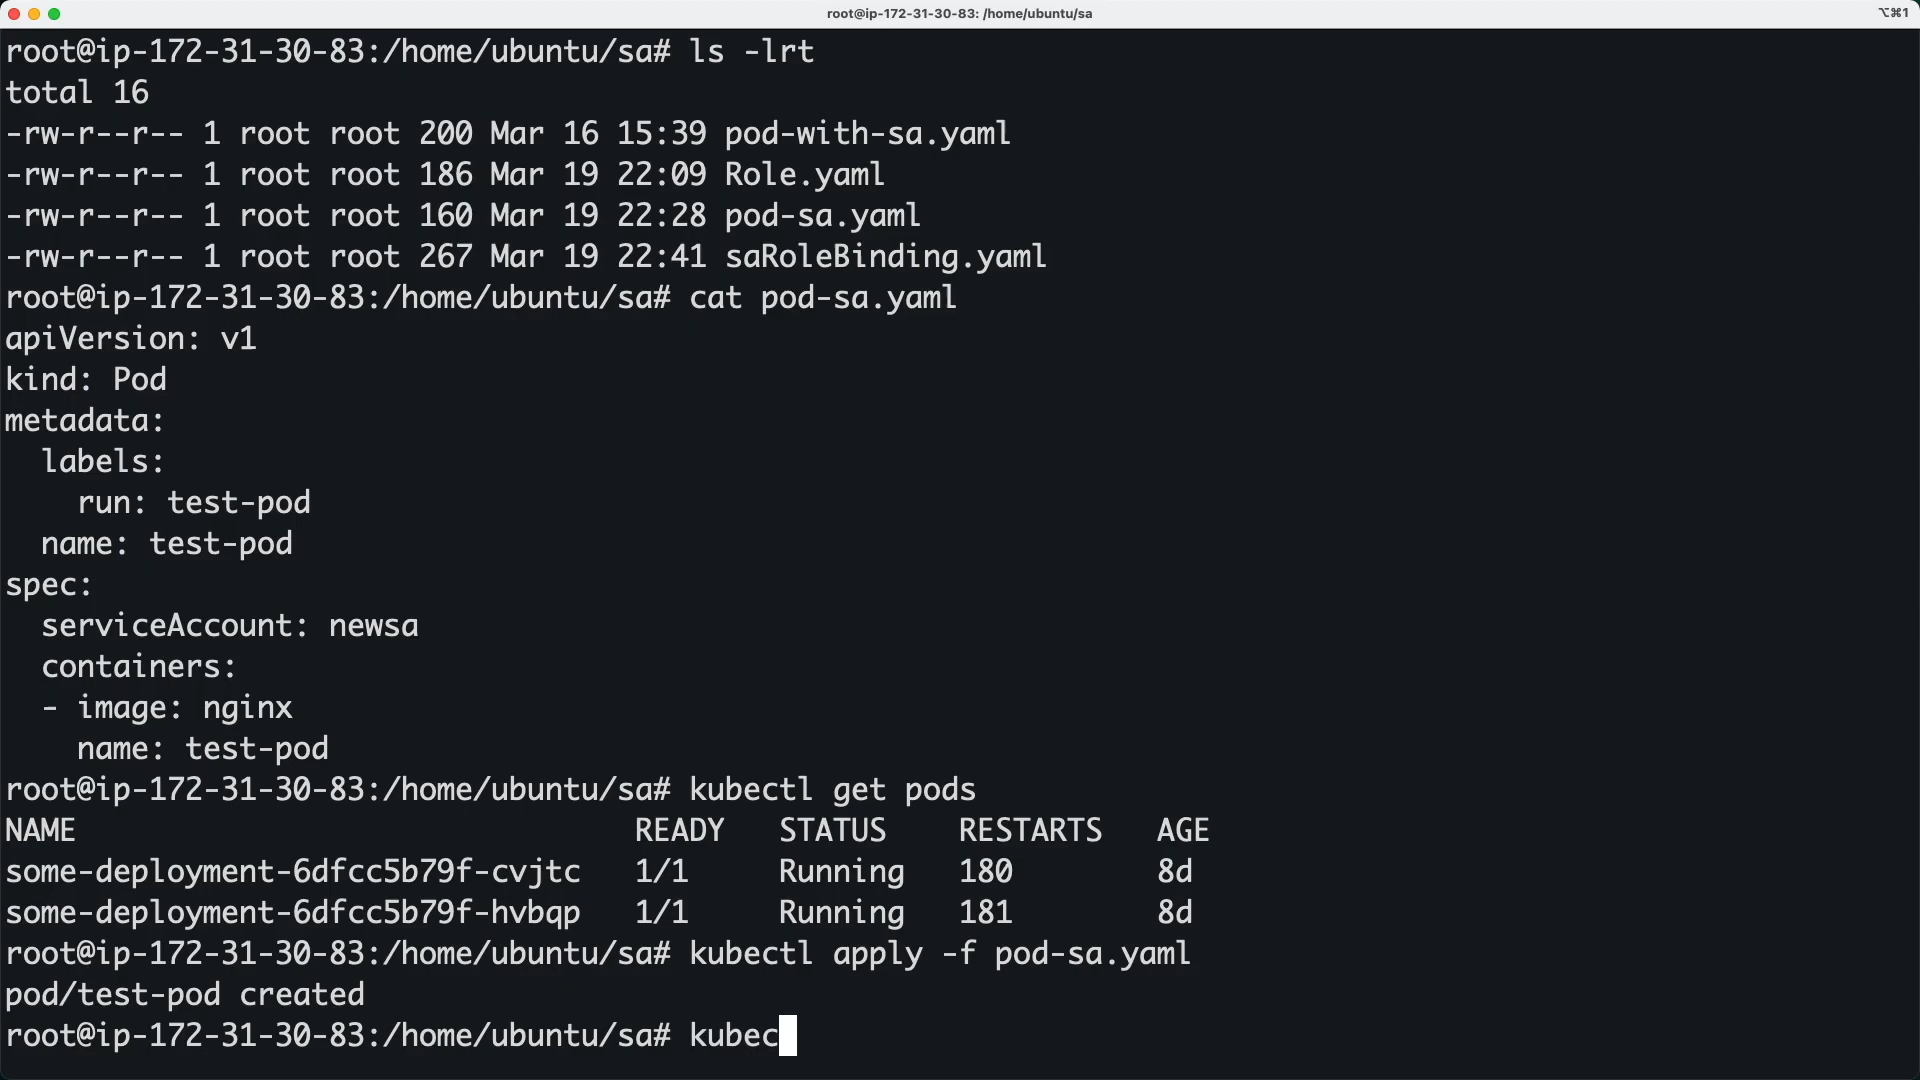 root@ip-172-31-30-83: /home/ubuntu/sa
⌥⌘1
root@ip-172-31-30-83:/home/ubuntu/sa# ls -lrt
total 16
-rw-r--r-- 1 root root 200 Mar 16 15:39 pod-with-sa.yaml
-rw-r--r-- 1 root root 186 Mar 19 22:09 Role.yaml
-rw-r--r-- 1 root root 160 Mar 19 22:28 pod-sa.yaml
-rw-r--r-- 1 root root 267 Mar 19 22:41 saRoleBinding.yaml
root@ip-172-31-30-83:/home/ubuntu/sa# cat pod-sa.yaml
apiVersion: v1
kind: Pod
metadata:
  labels:
    run: test-pod
  name: test-pod
spec:
  serviceAccount: newsa
  containers:
  - image: nginx
    name: test-pod
root@ip-172-31-30-83:/home/ubuntu/sa# kubectl get pods
NAME                               READY   STATUS    RESTARTS   AGE
some-deployment-6dfcc5b79f-cvjtc   1/1     Running   180        8d
some-deployment-6dfcc5b79f-hvbqp   1/1     Running   181        8d
root@ip-172-31-30-83:/home/ubuntu/sa# kubectl apply -f pod-sa.yaml
pod/test-pod created
root@ip-172-31-30-83:/home/ubuntu/sa# kubec